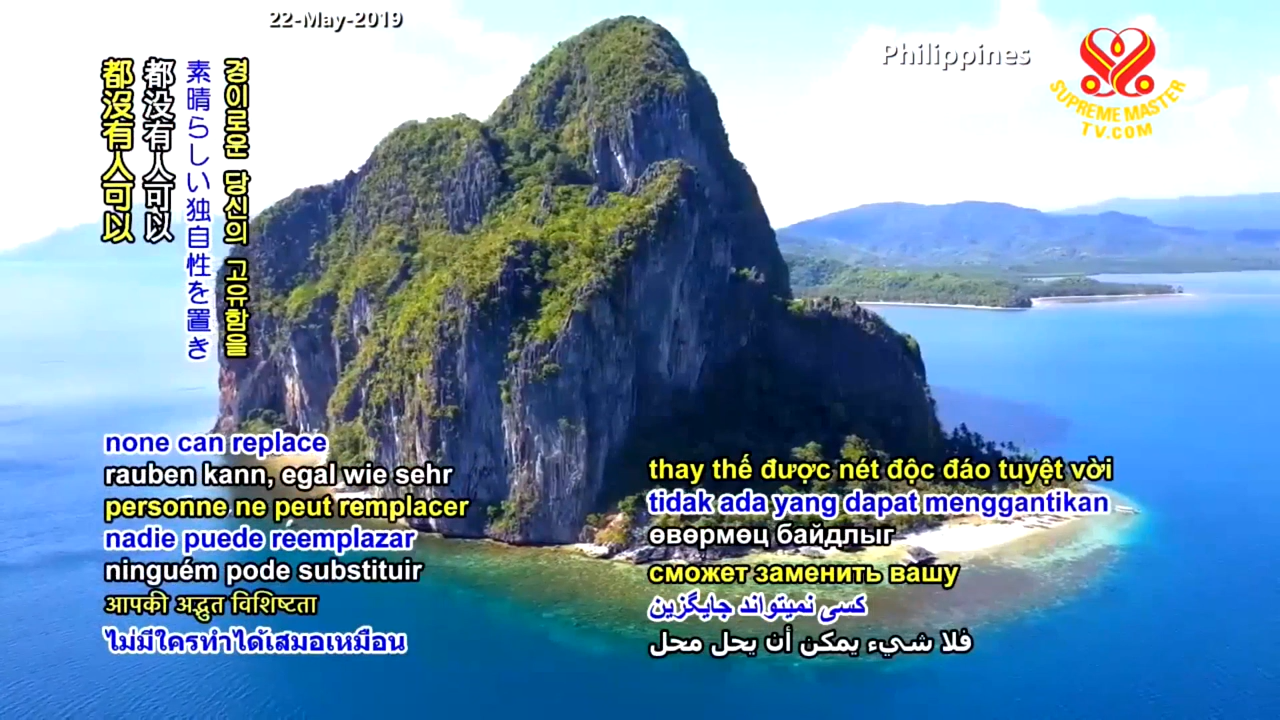 22-May-2019
Philippines
SUPREME MASTER
TV.COM
경이로운 당신의 고유함을
素晴らしい独自性を置き
都没有人可以
都沒有人可以
none can replace
rauben kann, egal wie sehr
personne ne peut remplacer
nadie puede reemplazar
ninguém pode substituir
आपकी अद्भुत विशिष्टता
ไม่มีใครทำได้เสมอเหมือน
thay thế được nét độc đáo tuyệt vời
tidak ada yang dapat menggantikan
өвөрмөц байдлыг
сможет заменить вашу
کسی نمیتواند جایگزین
فلا شيء يمكن أن يحل محل